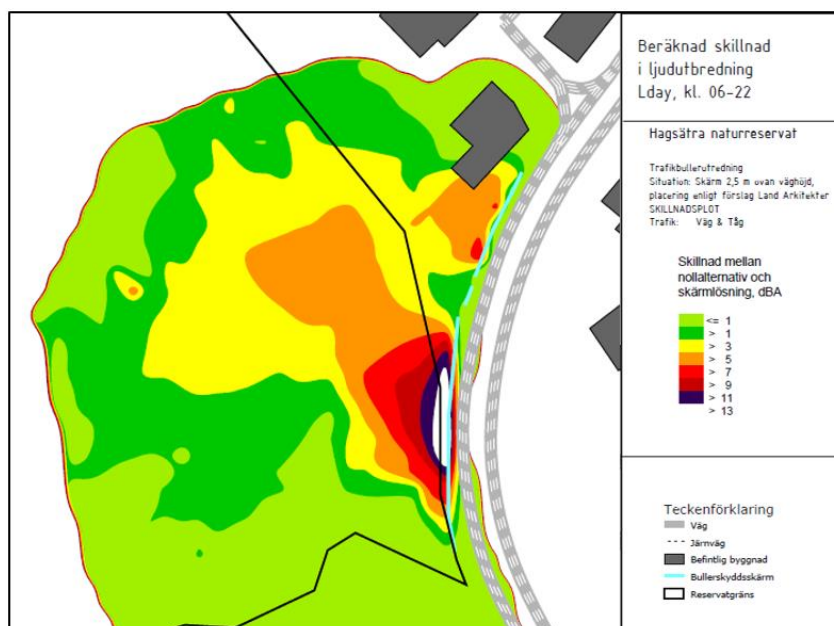 Beräknad skillnad
i ljudutbredning
Lday, kl. 06-22
Hagsätra naturreservat
Trafikbullerutredning
Situation: Skärm 2,5 m ovan väghöjd,
placering enligt förslag Land Arkitekter
SKILLNADSPLOT
Trafik: Väg & Tåg
Skillnad mellan
nollalternativ och
skärmlösning, dBA
<= 1
> 1
> 3
> 5
> 7
> 9
> 11
> 13
Teckenförklaring
Väg
Järnväg
Befintlig byggnad
Bullerskyddsskärm
Reservatgräns